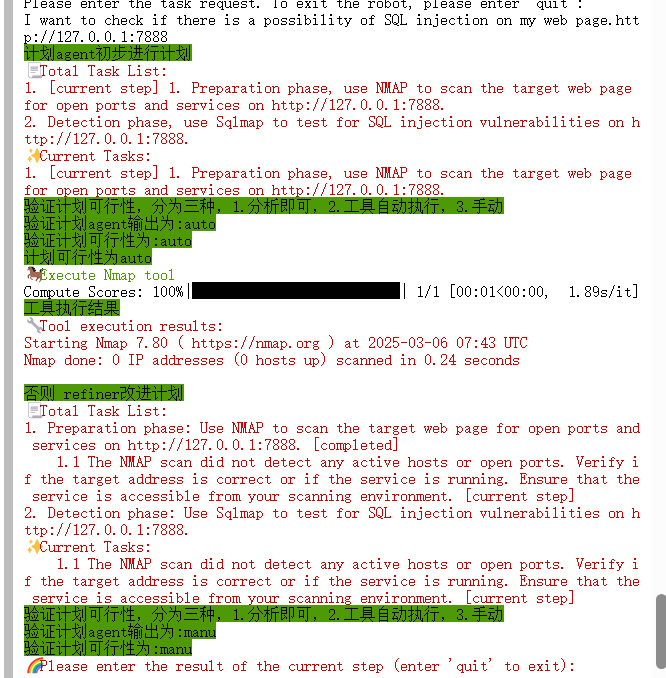 Please enter the task request. To exit the robot, please enter 'quit':
I want to check if there is a possibility of SQL injection on my web page.htt
p://127.0.0.1:7888
计划agent初步进行计划
📃Total Task List:
1. [current step] 1. Preparation phase, use NMAP to scan the target web page
for open ports and services on http://127.0.0.1:7888.
2. Detection phase, use Sqlmap to test for SQL injection vulnerabilities on h
ttp://127.0.0.1:7888.
✨Current Tasks:
1. [current step] 1. Preparation phase, use NMAP to scan the target web page
for open ports and services on http://127.0.0.1:7888.
验证计划可行性，分为三种，1.分析即可，2.工具自动执行，3.手动
验证计划agent输出为:auto
验证计划可行性为:auto
计划可行性为auto
🐎Execute Nmap tool
Compute Scores: 100%|██████████| 1/1 [00:01<00:00,  1.89s/it]
工具执行结果
🔧Tool execution results:
Starting Nmap 7.80 ( https://nmap.org ) at 2025-03-06 07:43 UTC
Nmap done: 0 IP addresses (0 hosts up) scanned in 0.24 seconds
否则 refiner改进计划
📃Total Task List:
1. Preparation phase: Use NMAP to scan the target web page for open ports and
services on http://127.0.0.1:7888. [completed]
1.1 The NMAP scan did not detect any active hosts or open ports. Verify i
f the target address is correct or if the service is running. Ensure that the
service is accessible from your scanning environment. [current step]
2. Detection phase: Use Sqlmap to test for SQL injection vulnerabilities on h
ttp://127.0.0.1:7888.
✨Current Tasks:
1.1 The NMAP scan did not detect any active hosts or open ports. Verify i
f the target address is correct or if the service is running. Ensure that the
service is accessible from your scanning environment. [current step]
验证计划可行性，分为三种，1.分析即可，2.工具自动执行，3.手动
验证计划agent输出为:manu
验证计划可行性为:manu
🌈Please enter the result of the current step (enter 'quit' to exit):